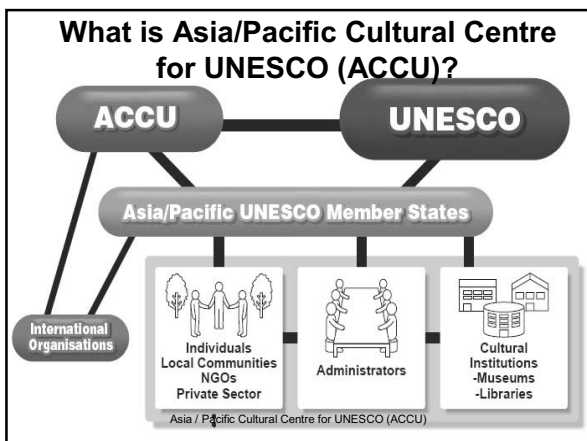 What is Asia/Pacific Cultural Centre
for UNESCO (ACCU)?
ACCU
UNESCO
Asia/Pacific UNESCO Member States
International
Organisations
Individuals
Local Communities
NGOs
Private Sector
Administrators
Cultural
Institutions
-Museums
-Libraries
Asia / Pacific Cultural Centre for UNESCO (ACCU)